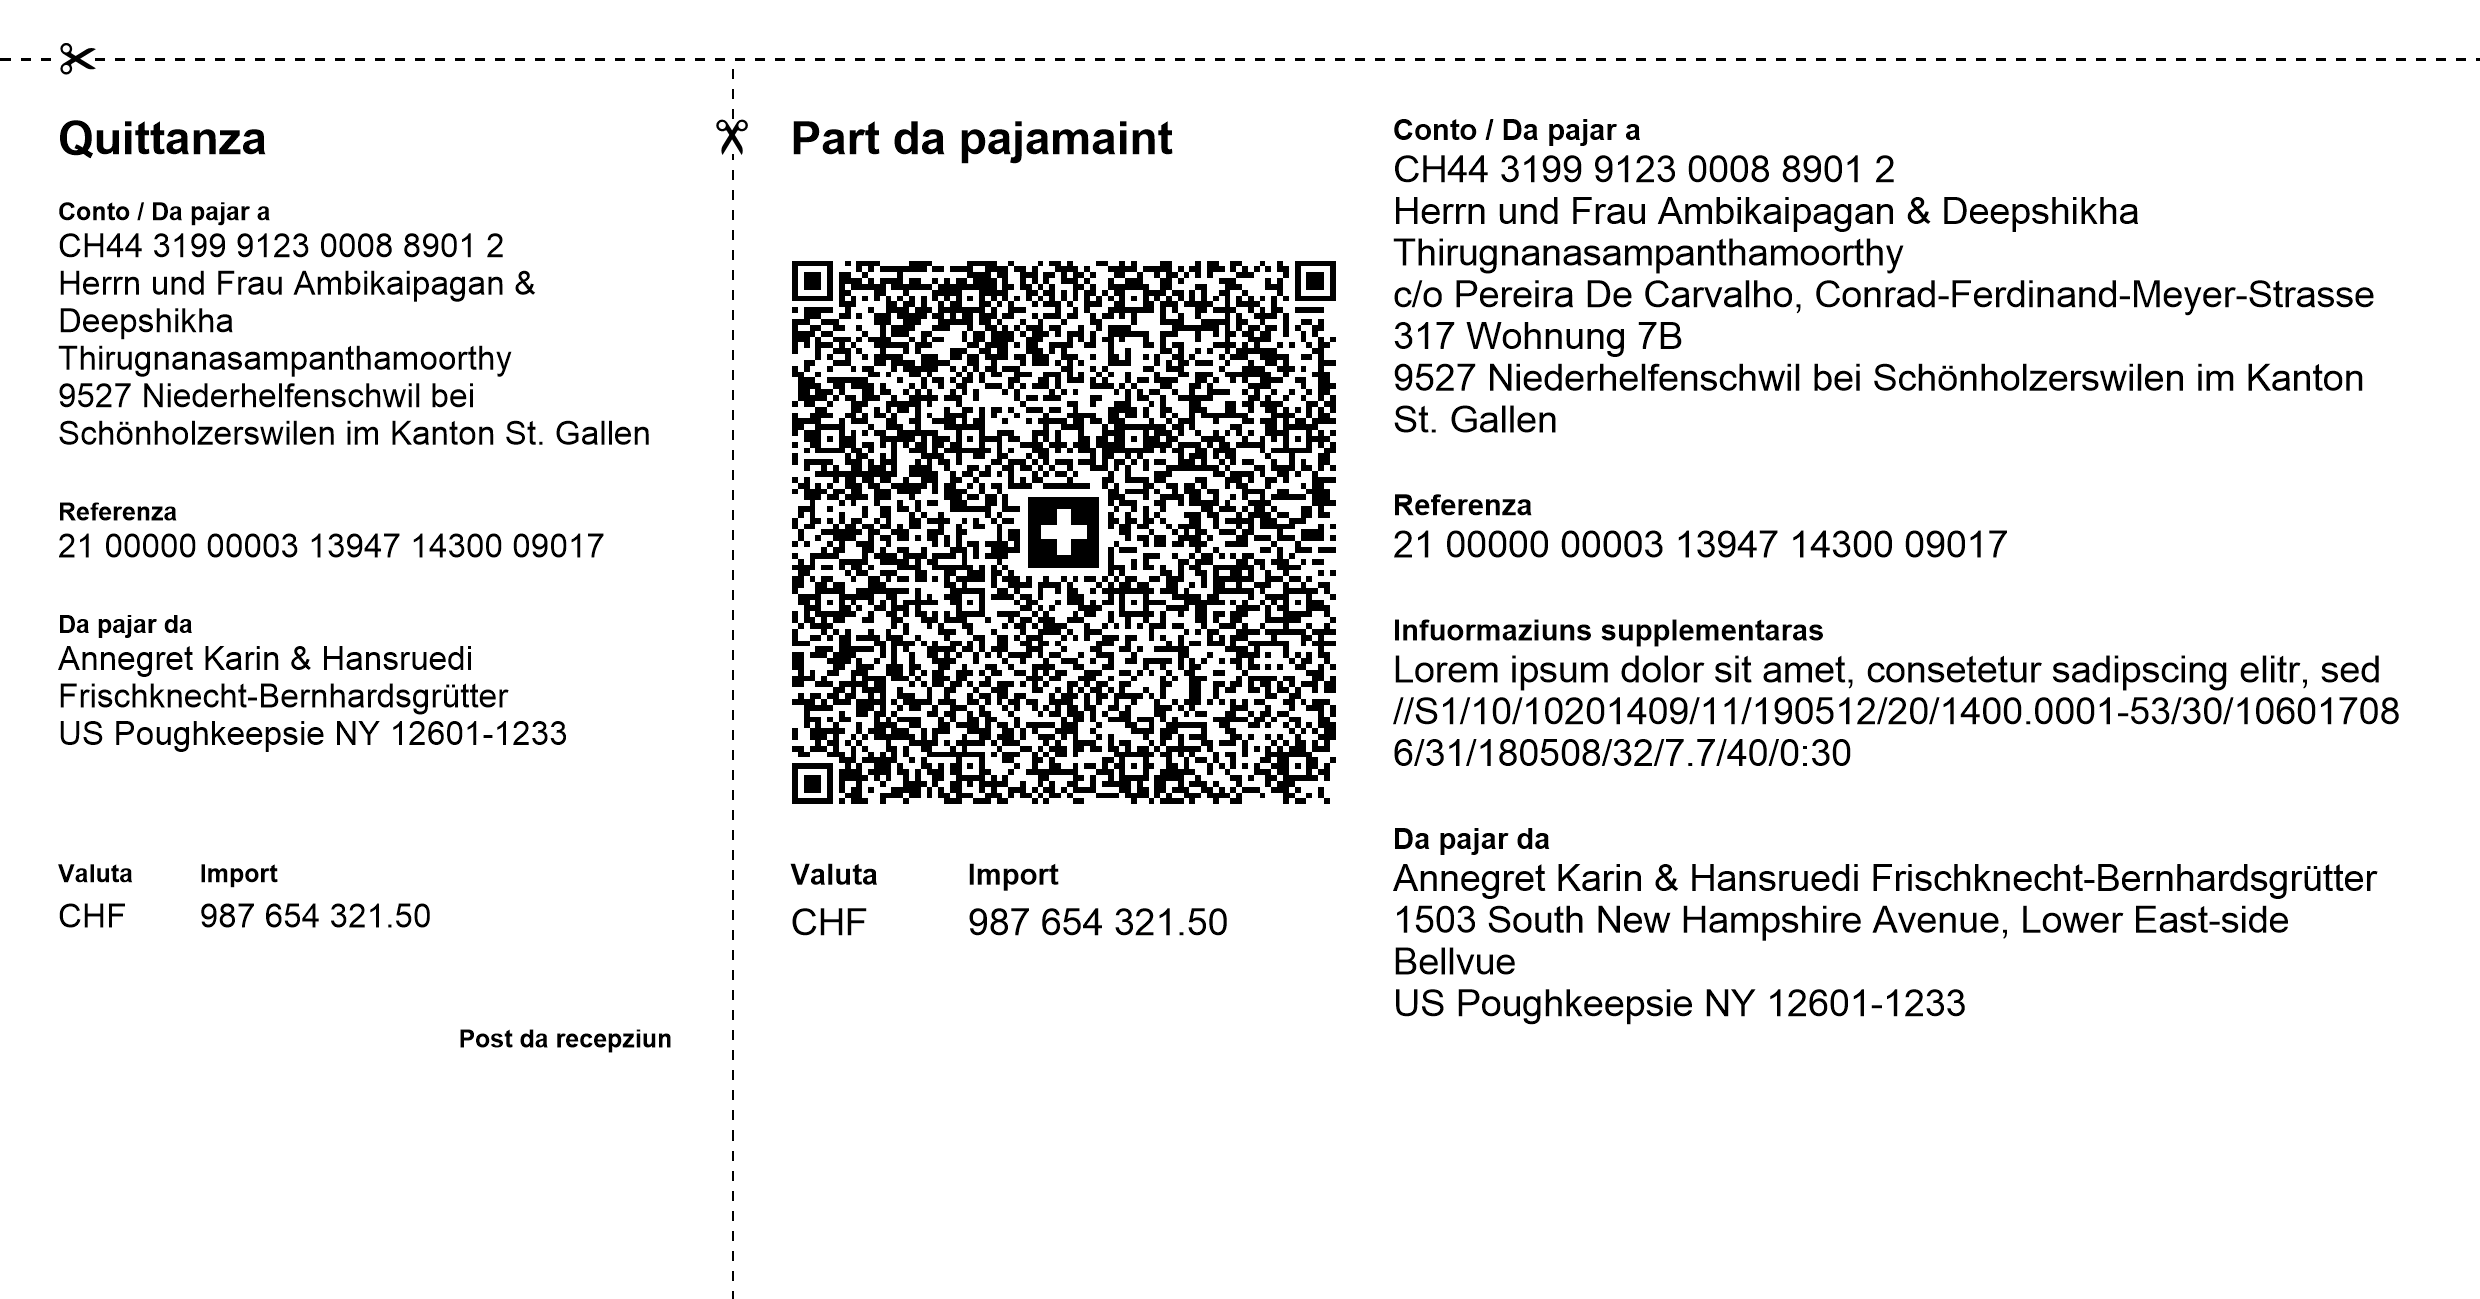 Quittanza
Conto / Da pajar a
CH44 3199 9123 0008 8901 2
Herrn und Frau Ambikaipagan &
Deepshikha
Thirugnanasampanthamoorthy
9527 Niederhelfenschwil bei
Schönholzerswilen im Kanton St. Gallen
Referenza
21 00000 00003 13947 14300 09017
Da pajar da
Annegret Karin & Hansruedi
Frischknecht-Bernhardsgrütter
US Poughkeepsie NY 12601-1233
Valuta Import
CHF 987 654 321.50
Post da recepziun
Part da pajamaint
Valuta Import
CHF 987 654 321.50
Conto / Da pajar a
CH44 3199 9123 0008 8901 2
Herrn und Frau Ambikaipagan & Deepshikha
Thirugnanasampanthamoorthy
c/o Pereira De Carvalho, Conrad-Ferdinand-Meyer-Strasse
317 Wohnung 7B
9527 Niederhelfenschwil bei Schönholzerswilen im Kanton
St. Gallen
Referenza
21 00000 00003 13947 14300 09017
Infuormaziuns supplementaras
Lorem ipsum dolor sit amet, consetetur sadipscing elitr, sed
//S1/10/10201409/11/190512/20/1400.0001-53/30/10601708
6/31/180508/32/7.7/40/0:30
Da pajar da
Annegret Karin & Hansruedi Frischknecht-Bernhardsgrütter
1503 South New Hampshire Avenue, Lower East-side
Bellvue
US Poughkeepsie NY 12601-1233